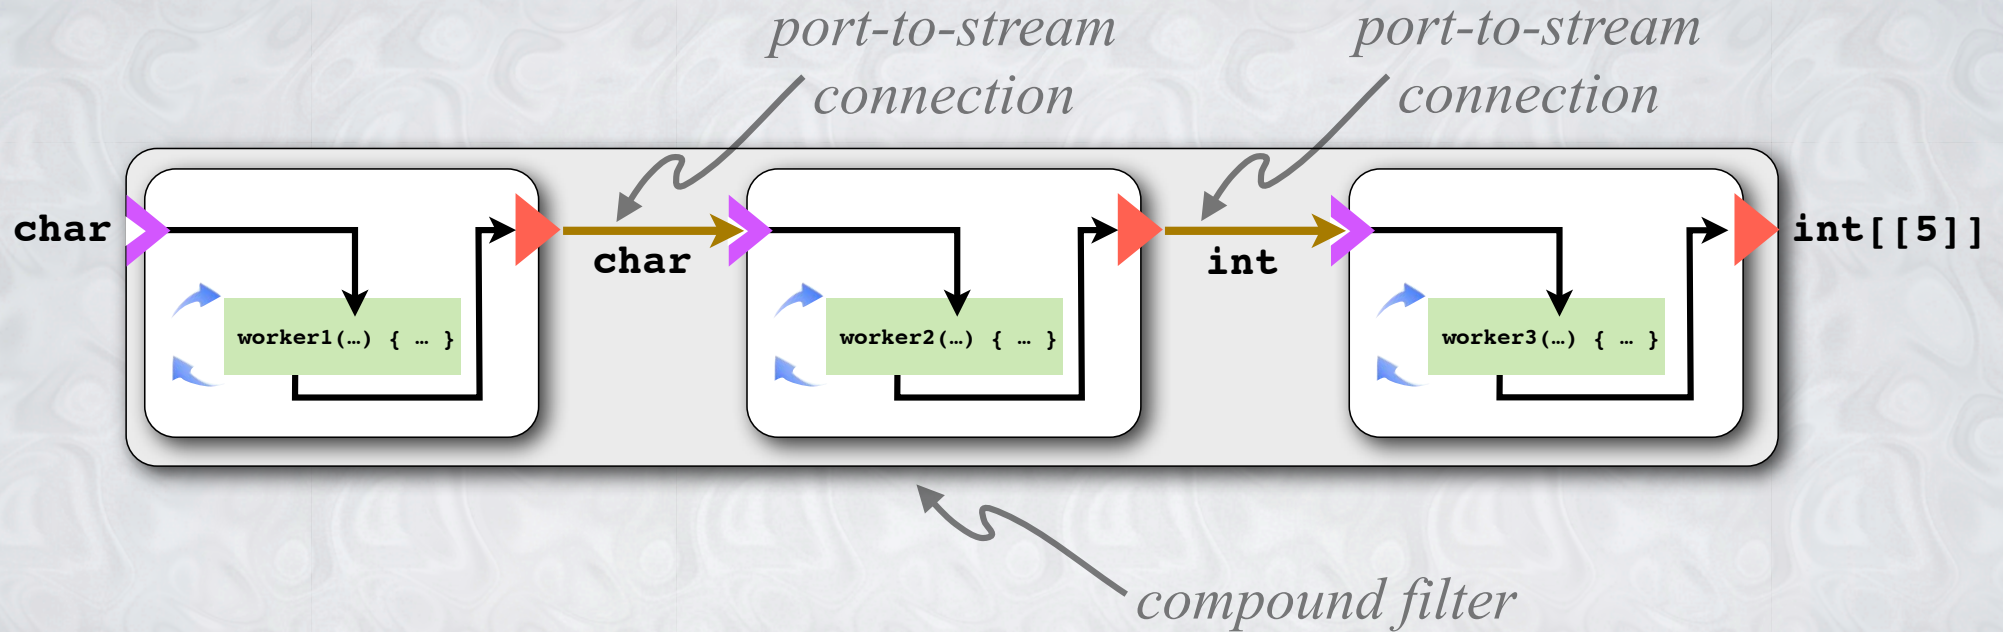 port-to-stream
connection
port-to-stream
connection
char
char
int
int[[5]]
worker1(…) { … }
worker2(…) { … }
worker3(…) { … }
compound filter